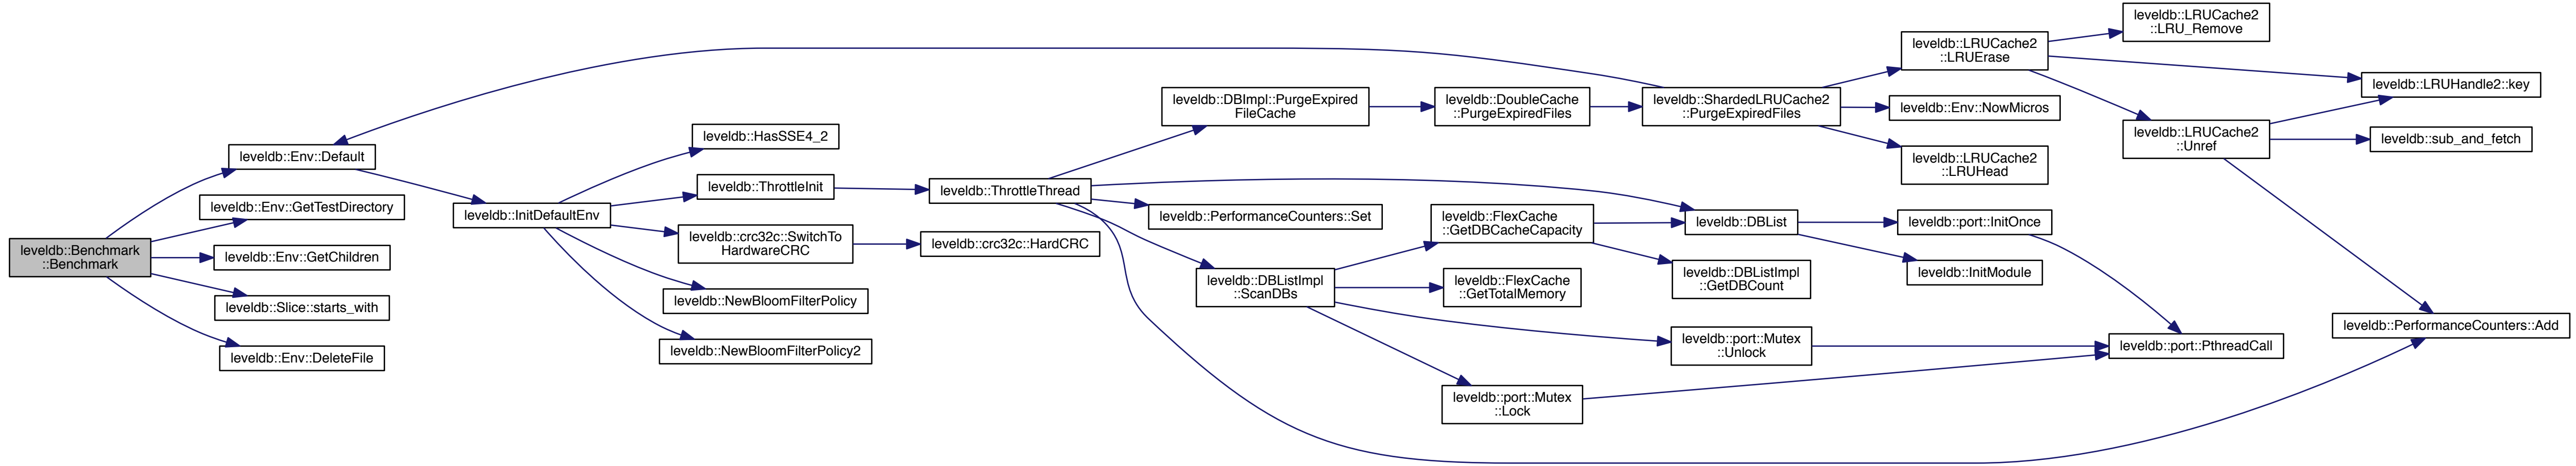 leveldb::Benchmark
::Benchmark
leveldb::Env::Default
leveldb::Env::GetTestDirectory
leveldb::Env::GetChildren
leveldb::Slice::starts_with
leveldb::Env::DeleteFile
leveldb::InitDefaultEnv
leveldb::HasSSE4_2
leveldb::ThrottleInit
leveldb::crc32c::SwitchTo
HardwareCRC
leveldb::NewBloomFilterPolicy
leveldb::NewBloomFilterPolicy2
leveldb::ThrottleThread
leveldb::crc32c::HardCRC
leveldb::DBImpl::PurgeExpired
FileCache
leveldb::PerformanceCounters::Set
leveldb::DBListImpl
::ScanDBs
leveldb::DoubleCache
::PurgeExpiredFiles
leveldb::FlexCache
::GetDBCacheCapacity
leveldb::FlexCache
::GetTotalMemory
leveldb::port::Mutex
::Lock
leveldb::ShardedLRUCache2
::PurgeExpiredFiles
leveldb::DBList
leveldb::DBListImpl
::GetDBCount
leveldb::port::Mutex
::Unlock
leveldb::LRUCache2
::LRUErase
leveldb::Env::NowMicros
leveldb::LRUCache2
::LRUHead
leveldb::port::InitOnce
leveldb::InitModule
leveldb::LRUCache2
::LRU_Remove
leveldb::LRUCache2
::Unref
leveldb::port::PthreadCall
leveldb::LRUHandle2::key
leveldb::sub_and_fetch
leveldb::PerformanceCounters::Add